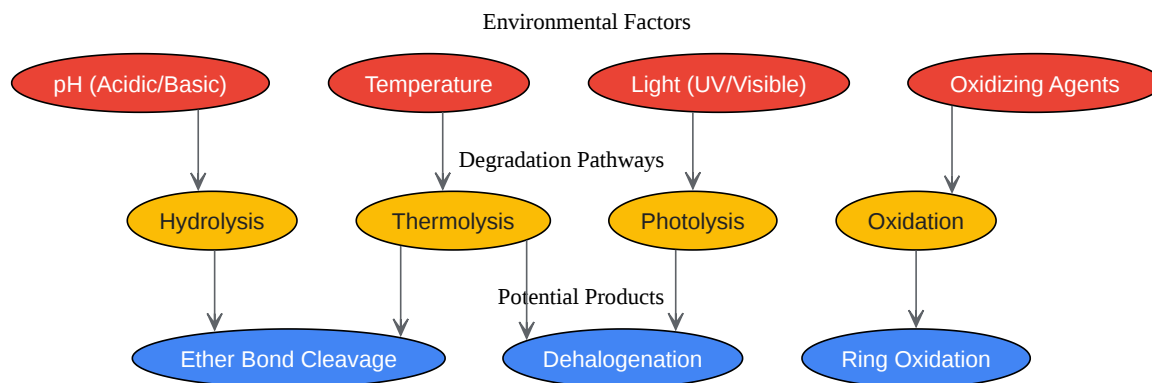 Environmental Factors
pH (Acidic/Basic)
Temperature
Light (UV/Visible)
Oxidizing Agents
Degradation Pathways
Hydrolysis
Thermolysis
Photolysis
Oxidation
Potential Products
Ether Bond Cleavage
Dehalogenation
Ring Oxidation